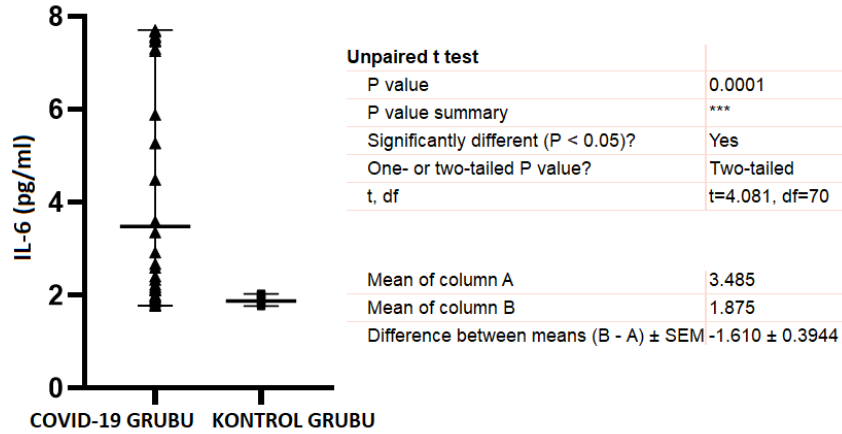 8
6
4
2
0
IL-6 (pg/ml)
COVID-19 GRUBU KONTROL GRUBU
Unpaired t test
P value 0.0001
P value summary ***
Significantly different (P < 0.05)? Yes
One- or two-tailed P value? Two-tailed
t, df t=4.081, df=70
Mean of column A 3.485
Mean of column B 1.875
Difference between means (B - A) ± SEM -1.610 ± 0.3944